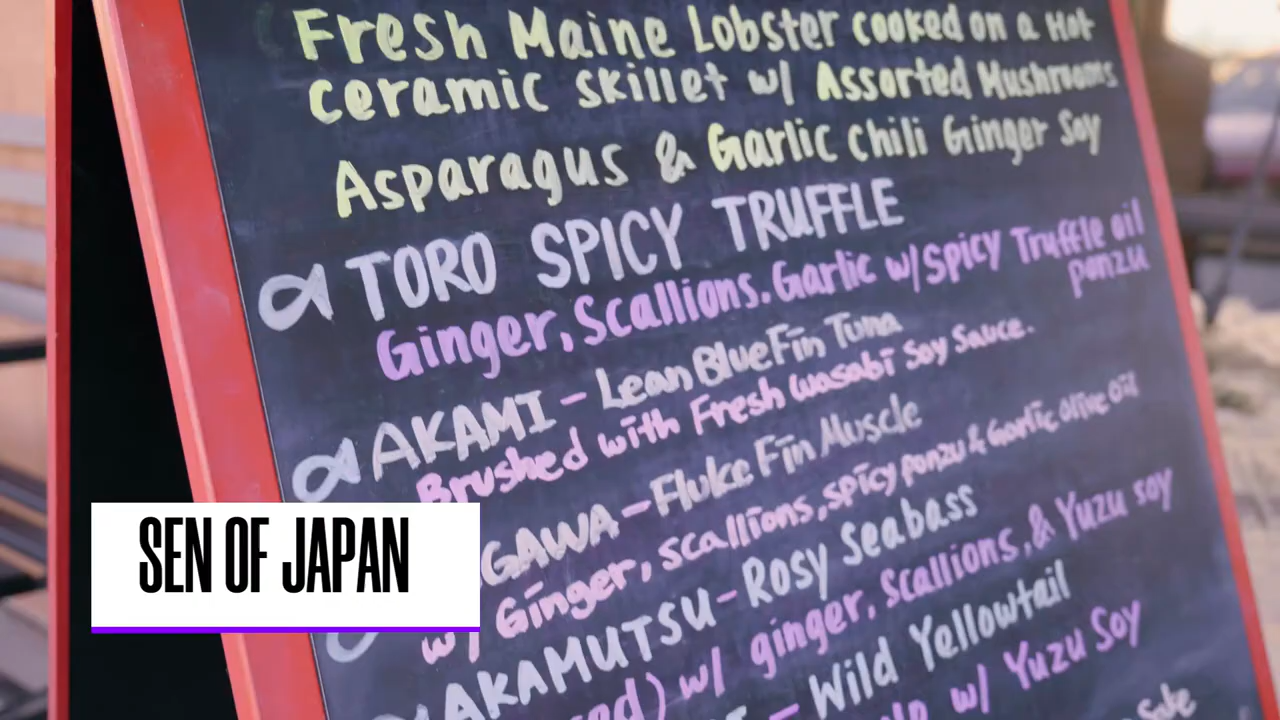 Fresh Maine Lobster cooked on a Hot
ceramic skillet w/ Assorted Mushrooms
Asparagus & Garlic chili Ginger Soy
TORO SPICY TRUFFLE
Ginger, Scallions. Garlic w/ Spicy Truffle oil
ponzu
AKAMI - Lean Blue Fin Tuna
Brushed with Fresh wasabi Soy Sauce.
GAWA - Fluke Fin Muscle
w/ Ginger, scallions, spicy ponzu & Garlic olive oil
AKAMUTSU - Rosy Seabass
w/ ginger, Scallions, & Yuzu soy
- Wild Yellowtail
w/ Yuzu Soy
SEN OF JAPAN